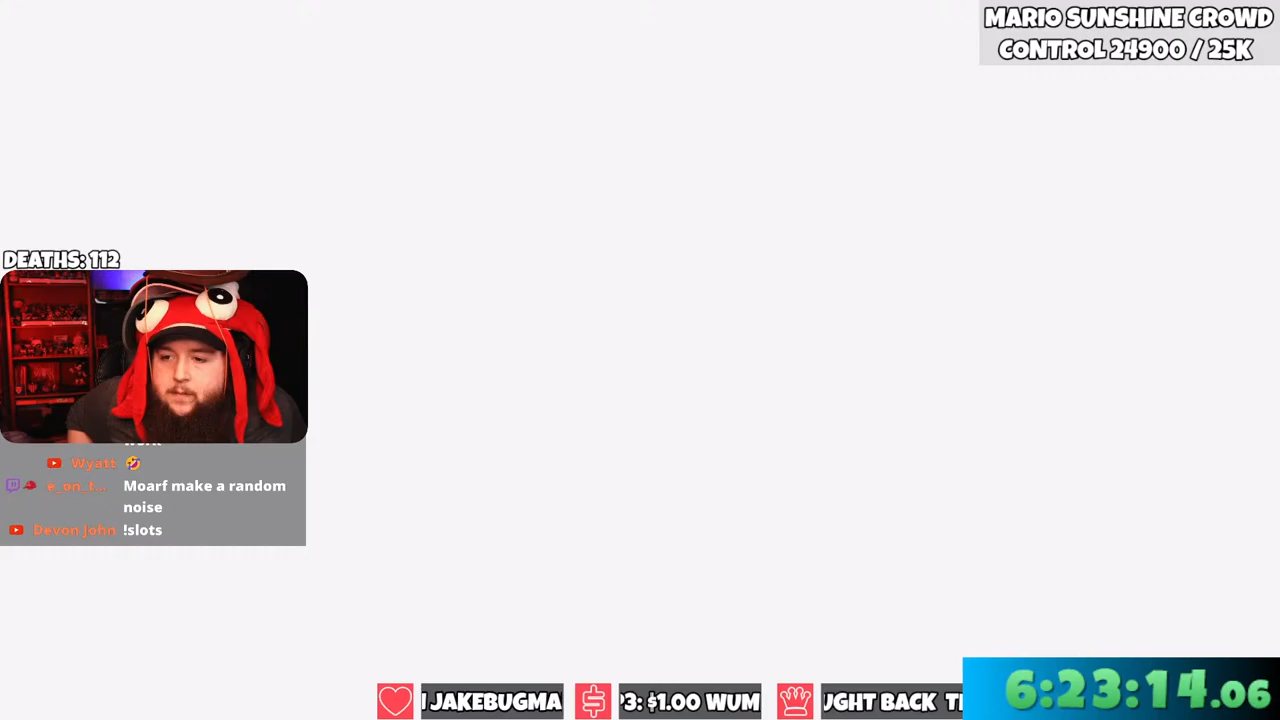 MARIO SUNSHINE CROWD
CONTROL 24900 / 25K
DEATHS: 112
Wyatt 🤣
e_on_t... Moarf make a random
noise
Devon John !slots
JAKEBUGMA
3: $1.00 WUM
UGHT BACK
6:23:14.06